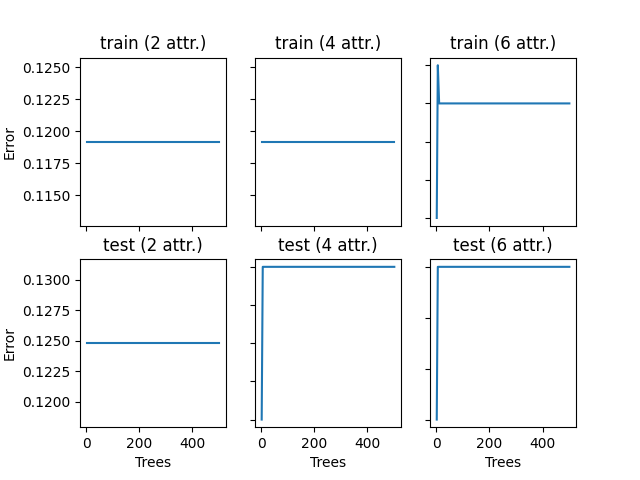 train (2 attr.)
train (4 attr.)
train (6 attr.)
0.1250
0.1225
0.1200
0.1175
0.1150
Error
test (2 attr.)
test (4 attr.)
test (6 attr.)
0.1300
0.1275
0.1250
0.1225
0.1200
Error
0 200 400
0 200 400
0 200 400
Trees
Trees
Trees